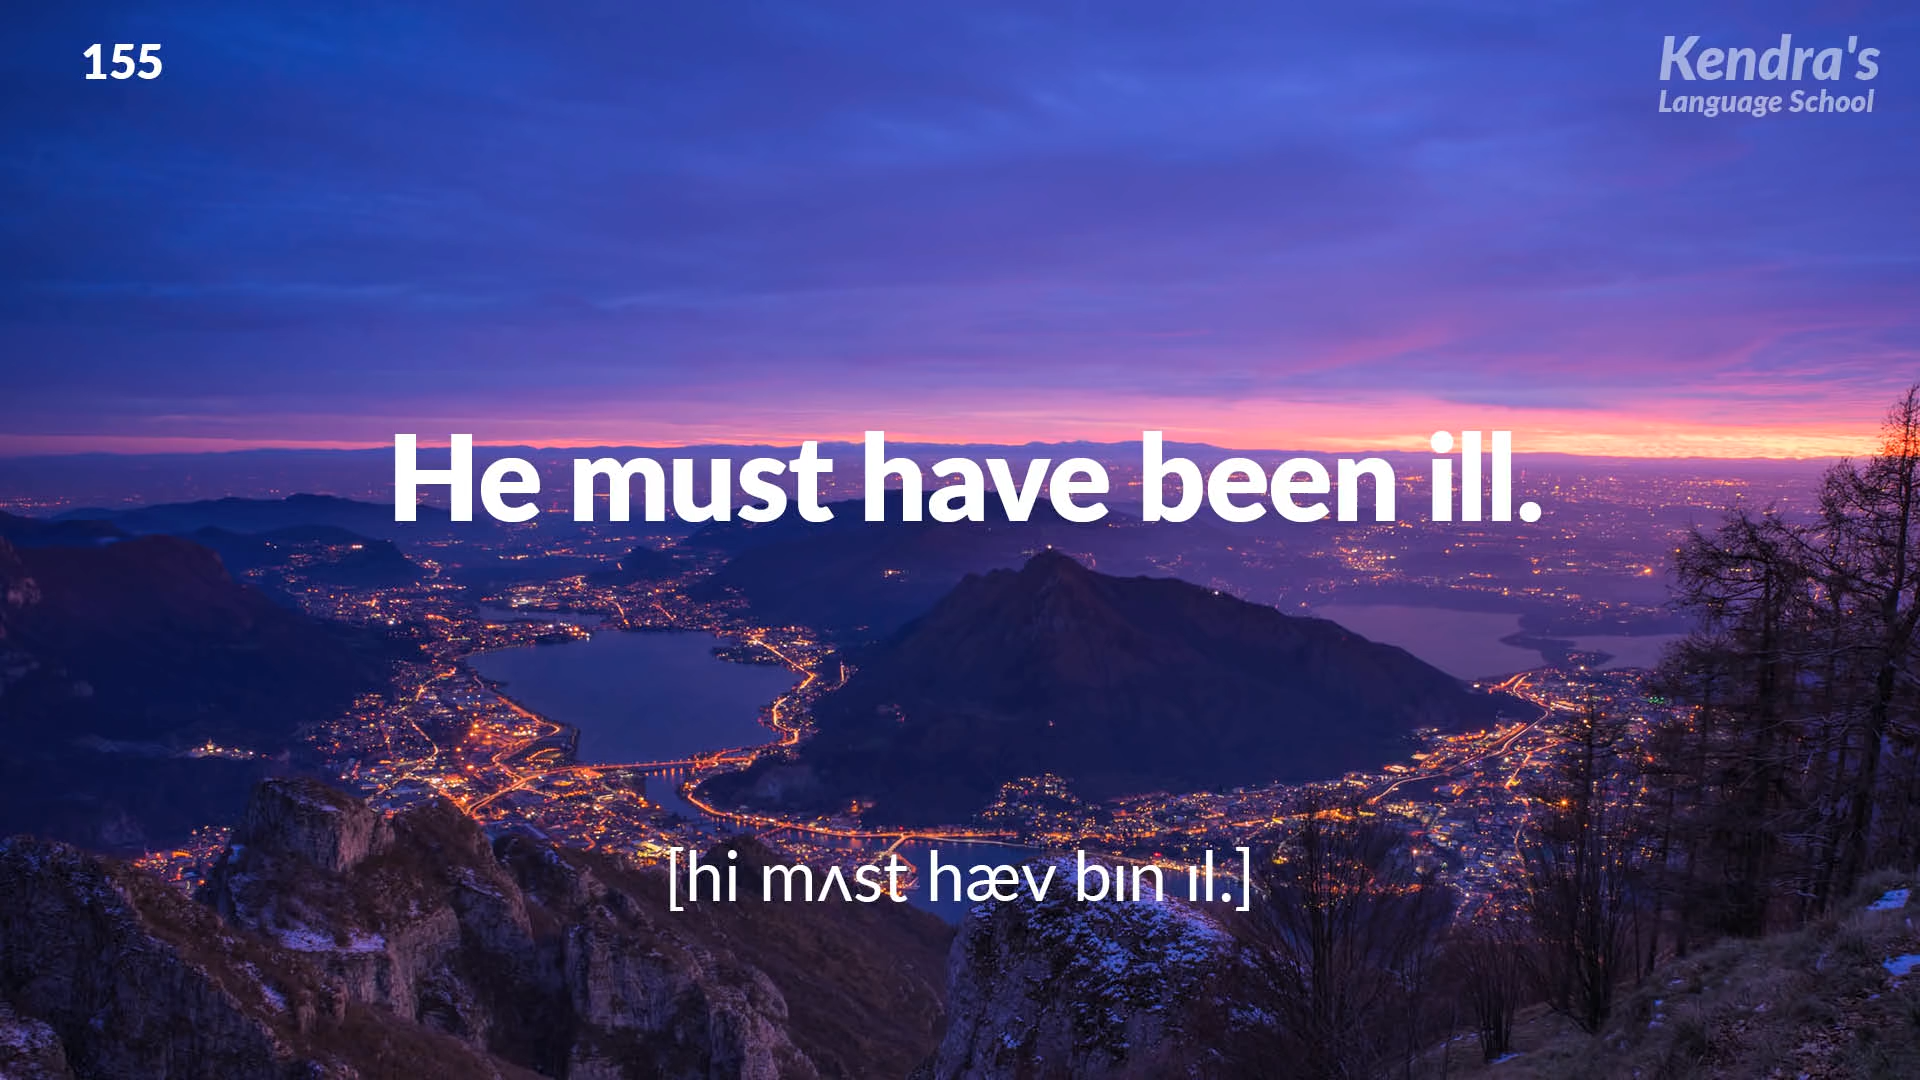 155
Kendra's
Language School
He must have been ill.
[hi mʌst hæv bɪn ɪl.]